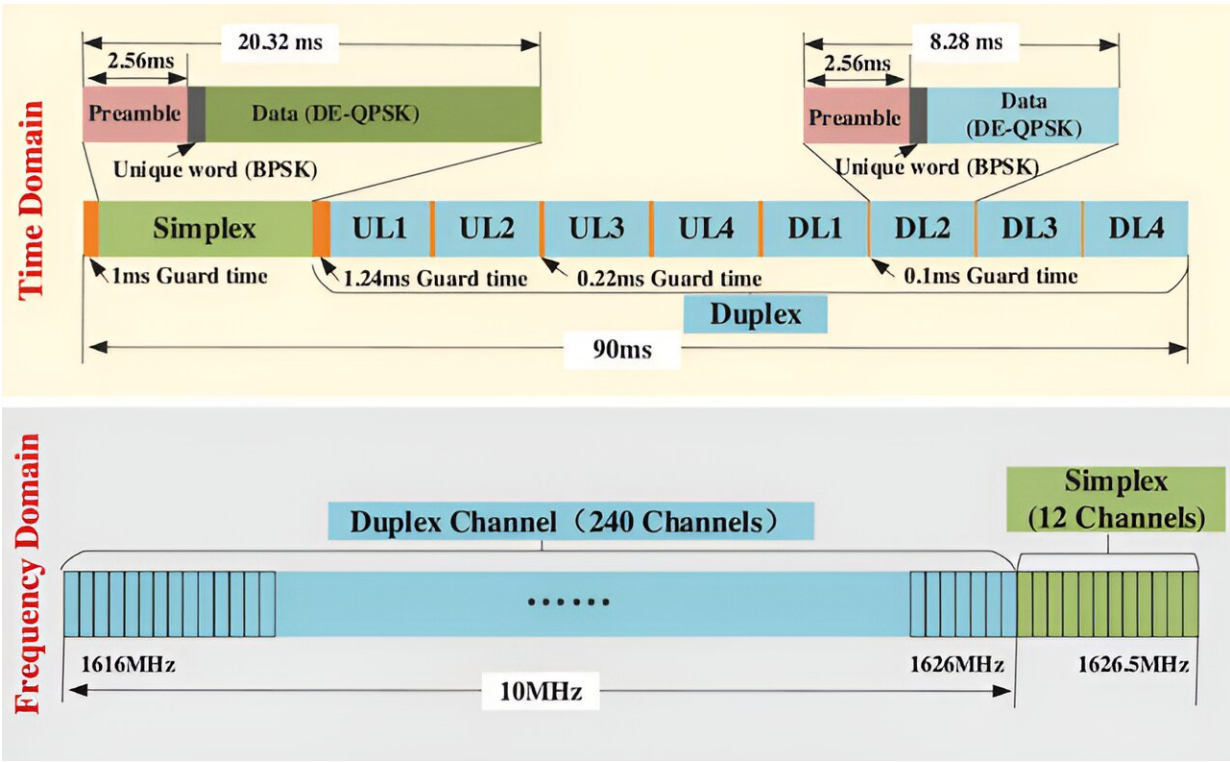 Time Domain
20.32 ms
2.56ms
Preamble
Data (DE-QPSK)
Unique word (BPSK)
8.28 ms
2.56ms
Preamble
Data
(DE-QPSK)
Unique word (BPSK)
Simplex
UL1
UL2
UL3
UL4
DL1
DL2
DL3
DL4
1ms Guard time
1.24ms Guard time
0.22ms Guard time
0.1ms Guard time
Duplex
90ms
Frequency Domain
Duplex Channel（240 Channels）
Simplex
(12 Channels)
......
1616MHz
1626MHz
1626.5MHz
10MHz